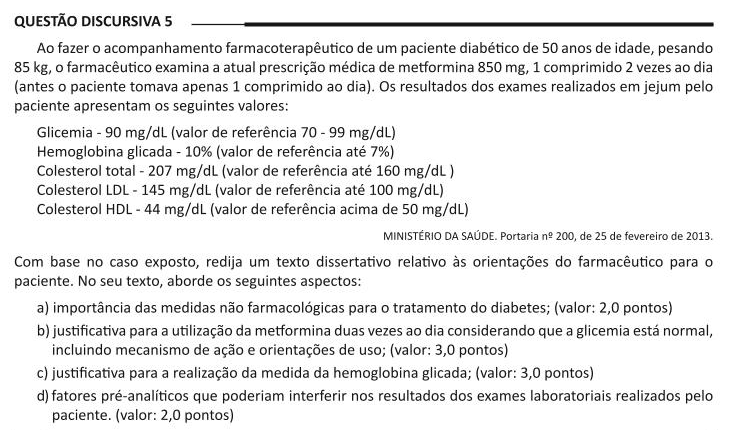 QUESTÃO DISCURSIVA 5
Ao fazer o acompanhamento farmacoterapêutico de um paciente diabético de 50 anos de idade, pesando
85 kg, o farmacêutico examina a atual prescrição médica de metformina 850 mg, 1 comprimido 2 vezes ao dia
(antes o paciente tomava apenas 1 comprimido ao dia). Os resultados dos exames realizados em jejum pelo
paciente apresentam os seguintes valores:
Glicemia - 90 mg/dL (valor de referência 70 - 99 mg/dL)
Hemoglobina glicada - 10% (valor de referência até 7%)
Colesterol total - 207 mg/dL (valor de referência até 160 mg/dL )
Colesterol LDL - 145 mg/dL (valor de referência até 100 mg/dL)
Colesterol HDL - 44 mg/dL (valor de referência acima de 50 mg/dL)
MINISTÉRIO DA SAÚDE. Portaria nº 200, de 25 de fevereiro de 2013.
Com base no caso exposto, redija um texto dissertativo relativo às orientações do farmacêutico para o
paciente. No seu texto, aborde os seguintes aspectos:
a) importância das medidas não farmacológicas para o tratamento do diabetes; (valor: 2,0 pontos)
b) justificativa para a utilização da metformina duas vezes ao dia considerando que a glicemia está normal,
incluindo mecanismo de ação e orientações de uso; (valor: 3,0 pontos)
c) justificativa para a realização da medida da hemoglobina glicada; (valor: 3,0 pontos)
d) fatores pré-analíticos que poderiam interferir nos resultados dos exames laboratoriais realizados pelo
paciente. (valor: 2,0 pontos)